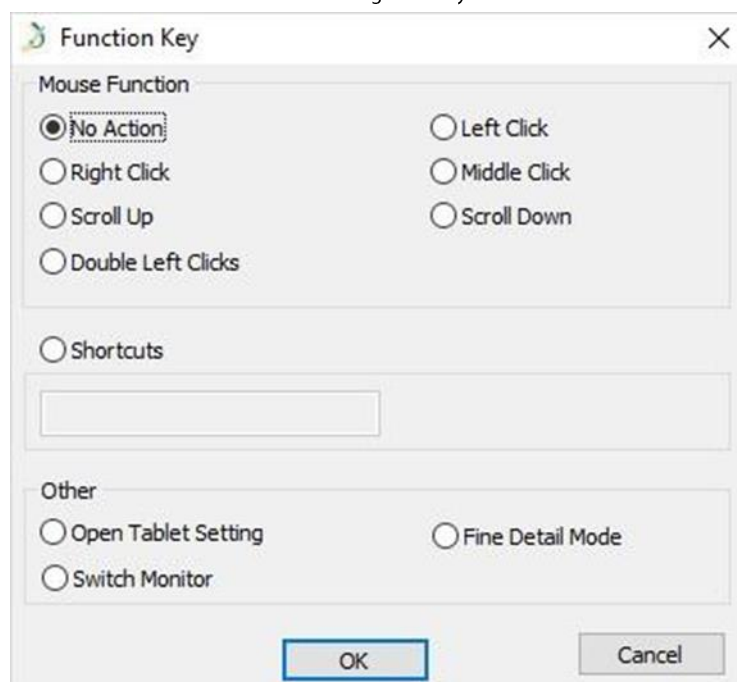 Function Key
Mouse Function
No Action Left Click
Right Click Middle Click
Scroll Up Scroll Down
Double Left Clicks
Shortcuts
Other
Open Tablet Setting Fine Detail Mode
Switch Monitor
OK Cancel